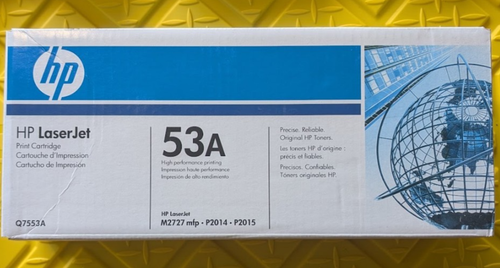 hp
HP LaserJet
Print Cartridge
Cartouche d'Impression
Cartucho de Impresión
Q7553A
53A
High-performance printing
Impression haute performance
Impresión de alto rendimiento
HP LaserJet
M2727 mfp - P2014 - P2015
Precise. Reliable.
Original HP Toners.
Les toners HP d'origine :
précis et fiables.
Precisos. Confiables.
Tóners originales HP.